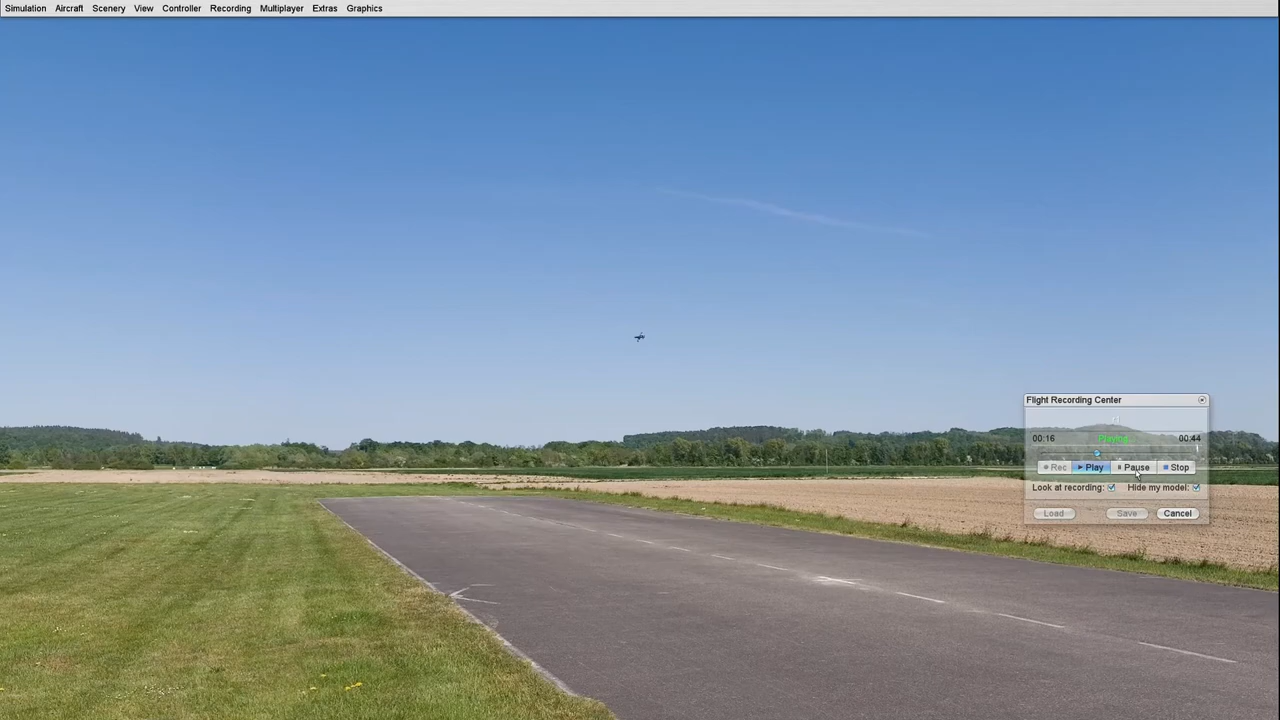 Simulation Aircraft Scenery View Controller Recording Multiplayer Extras Graphics
Flight Recording Center
00:16 Playing 00:44
Rec Play Pause Stop
Look at recording: Hide my model:
Load Save Cancel